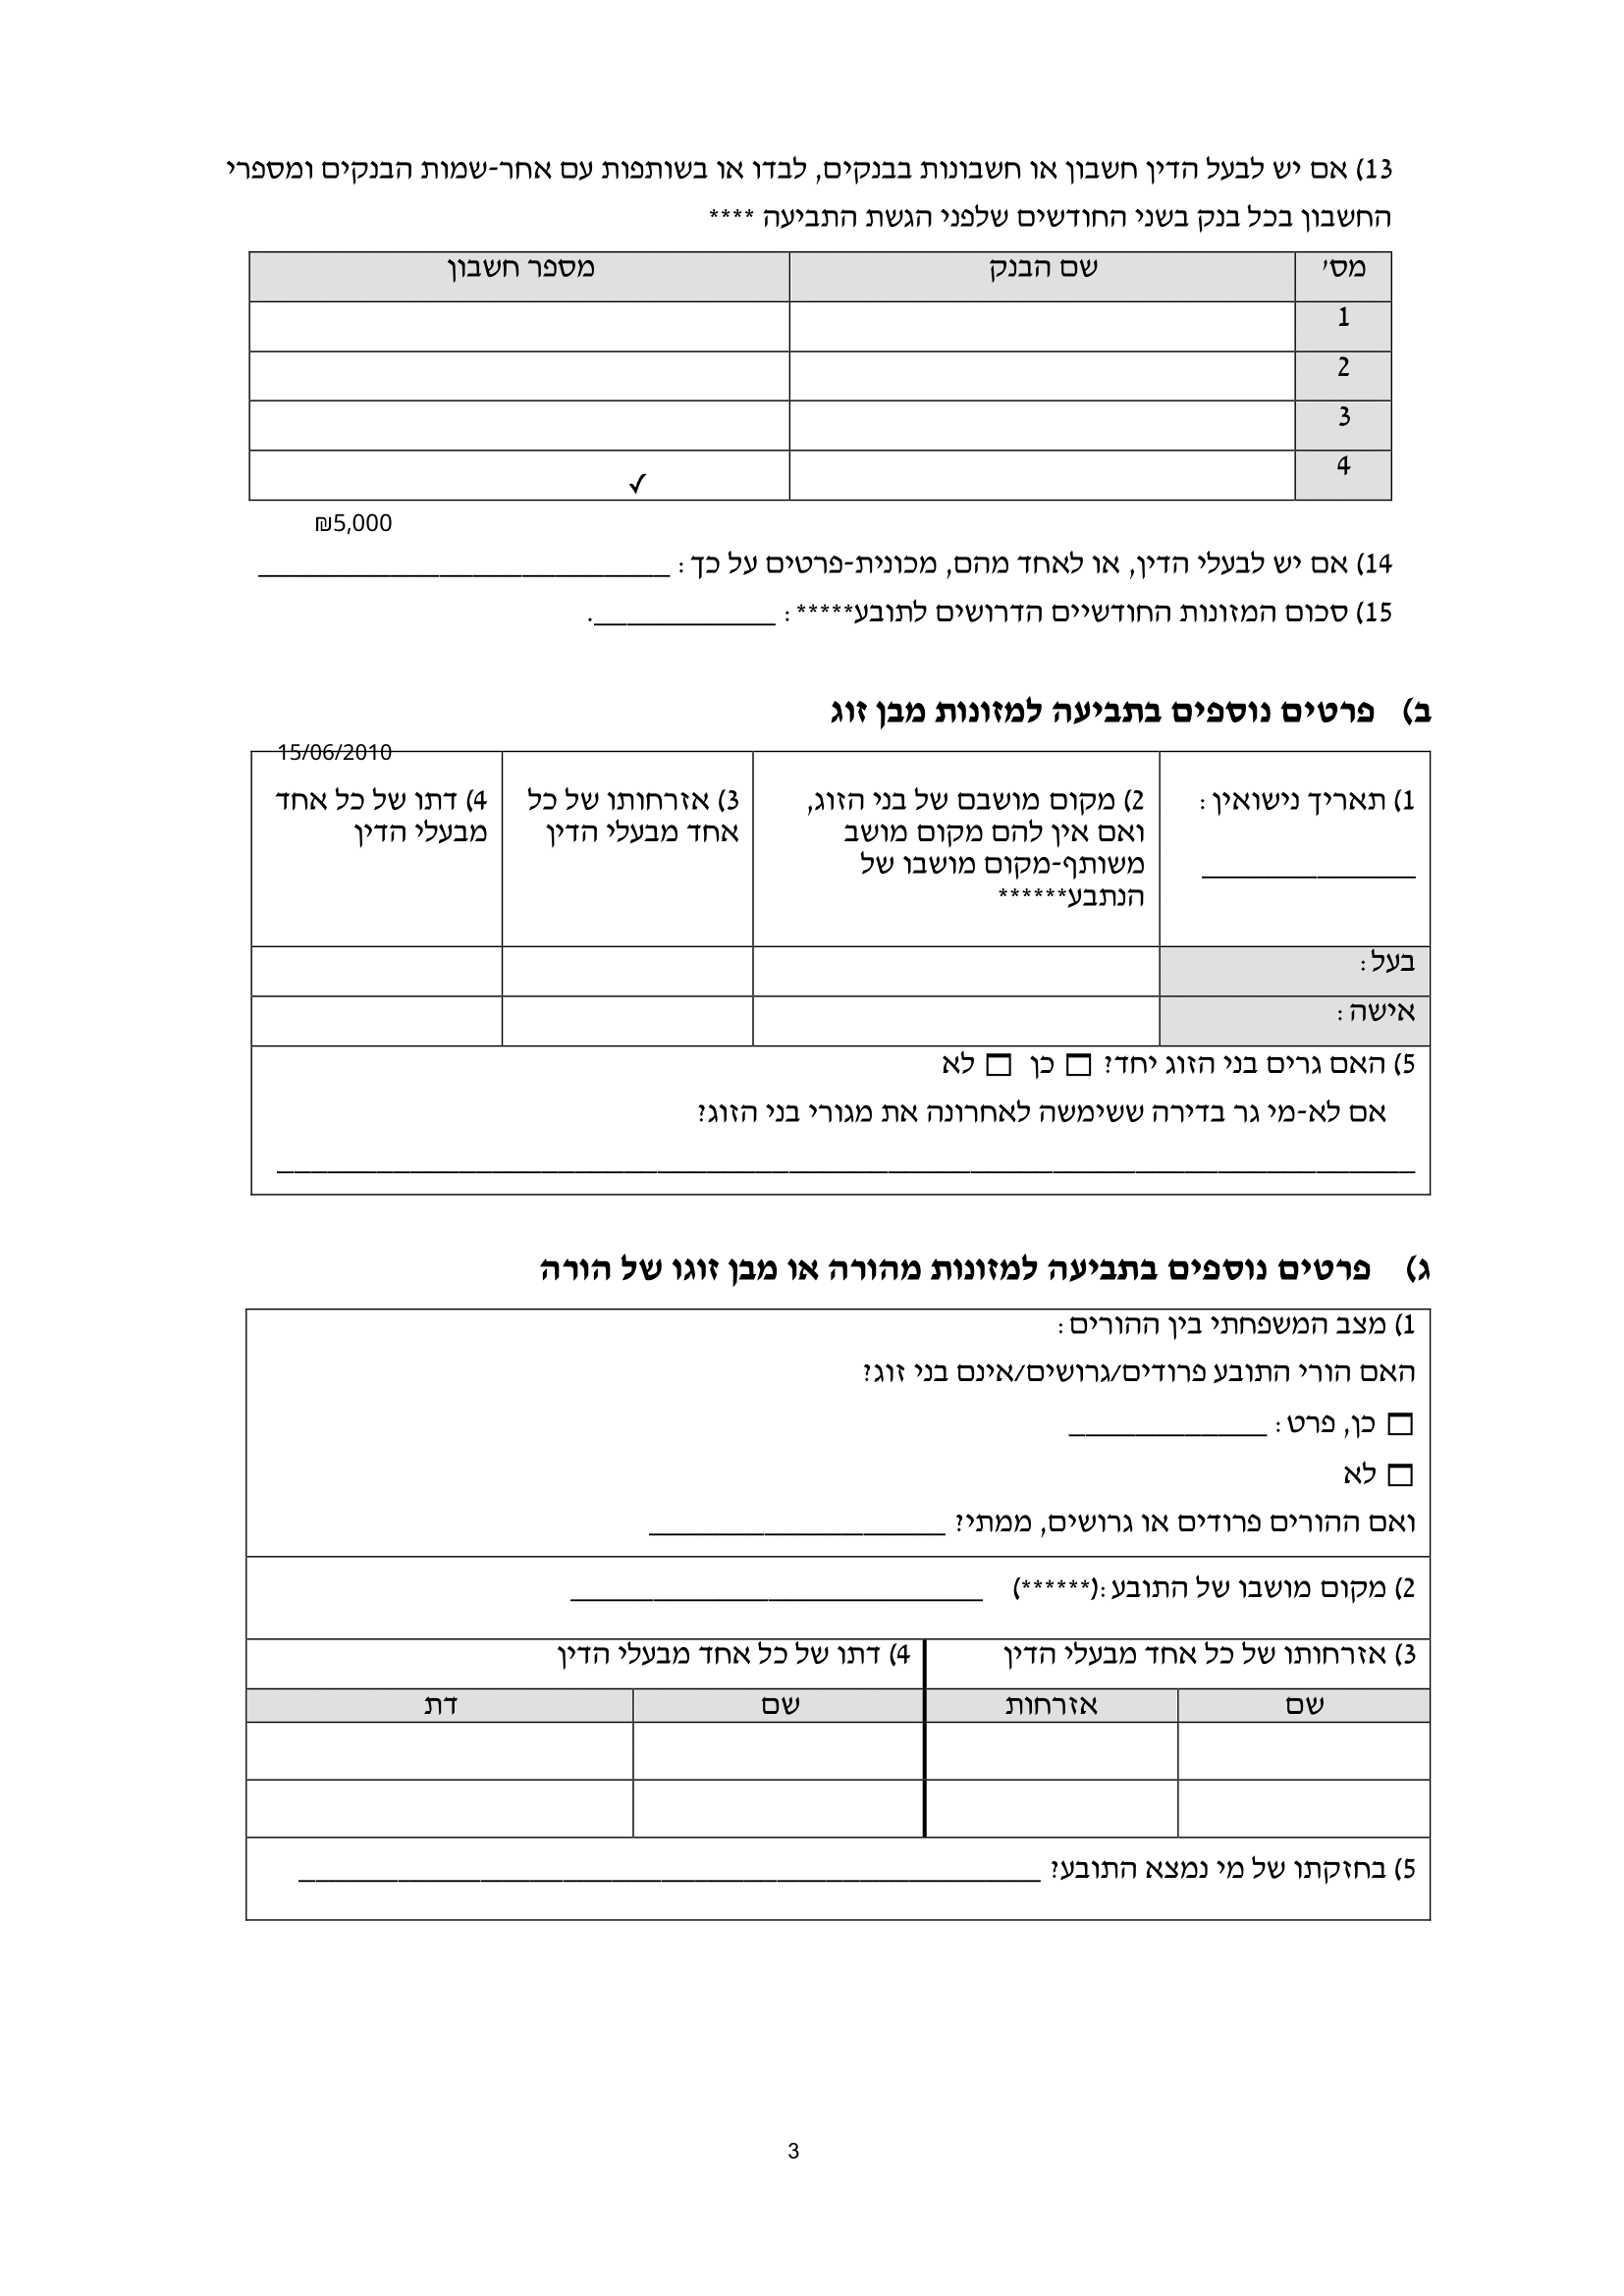 13) אם יש לבעל הדין חשבון או חשבונות בבנקים, לבדו או בשותפות עם אחר-שמות הבנקים ומספרי
החשבון בכל בנק בשני החודשים שלפני הגשת התביעה ****
מס' שם הבנק מספר חשבון
1
2
3
4 ✓
₪5,000
14) אם יש לבעלי הדין, או לאחד מהם, מכונית-פרטים על כך: _________________________
15) סכום המזונות החודשיים הדרושים לתובע*****: ___________.
ב) פרטים נוספים בתביעה למזונות מבן זוג
15/06/2010
1) תאריך נישואין:
_____________
2) מקום מושבם של בני הזוג,
ואם אין להם מקום מושב
משותף-מקום מושבו של
הנתבע******
3) אזרחותו של כל
אחד מבעלי הדין
4) דתו של כל אחד
מבעלי הדין
בעל:
אישה:
5) האם גרים בני הזוג יחד? ☐ כן ☐ לא
אם לא-מי גר בדירה ששימשה לאחרונה את מגורי בני הזוג?
_____________________________________________________________________
ג) פרטים נוספים בתביעה למזונות מהורה או מבן זוגו של הורה
1) מצב המשפחתי בין ההורים:
האם הורי התובע פרודים/גרושים/אינם בני זוג?
☐ כן, פרט: ____________
☐ לא
ואם ההורים פרודים או גרושים, ממתי? __________________
2) מקום מושבו של התובע:(******) _________________________
3) אזרחותו של כל אחד מבעלי הדין 4) דתו של כל אחד מבעלי הדין
שם אזרחות שם דת
5) בחזקתו של מי נמצא התובע? _____________________________________________
3